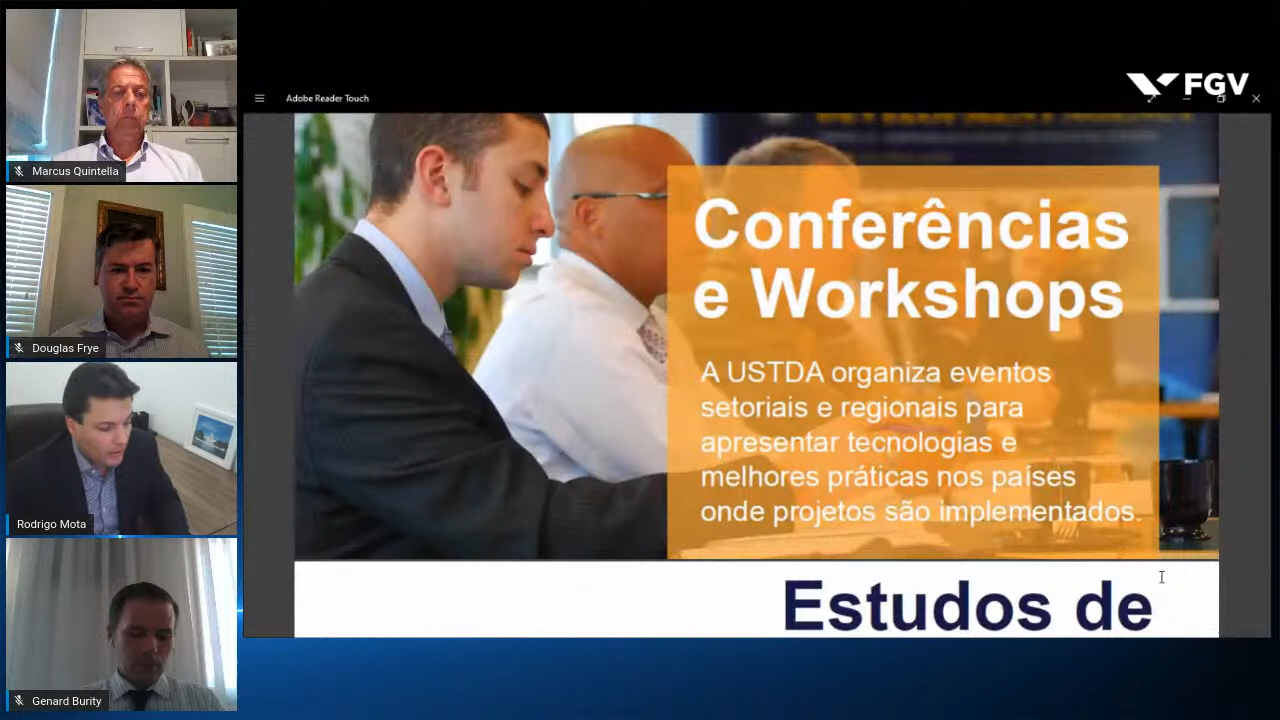 Marcus Quintella
Douglas Frye
Rodrigo Mota
Genard Burity
FGV
Adobe Reader Touch
Conferências
e Workshops
A USTDA organiza eventos
setoriais e regionais para
apresentar tecnologias e
melhores práticas nos países
onde projetos são implementados.
Estudos de